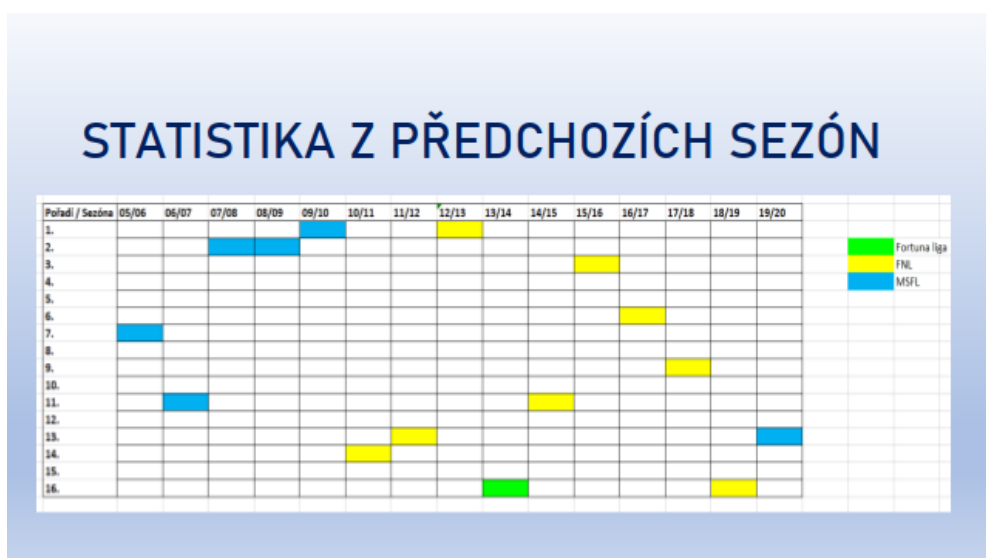 STATISTIKA Z PŘEDCHOZÍCH SEZÓN
Pořadí / Sezóna 05/06 06/07 07/08 08/09 09/10 10/11 11/12 12/13 13/14 14/15 15/16 16/17 17/18 18/19 19/20
1.
2. Fortuna liga
3. FNL
4. MSFL
5.
6.
7.
8.
9.
10.
11.
12.
13.
14.
15.
16.